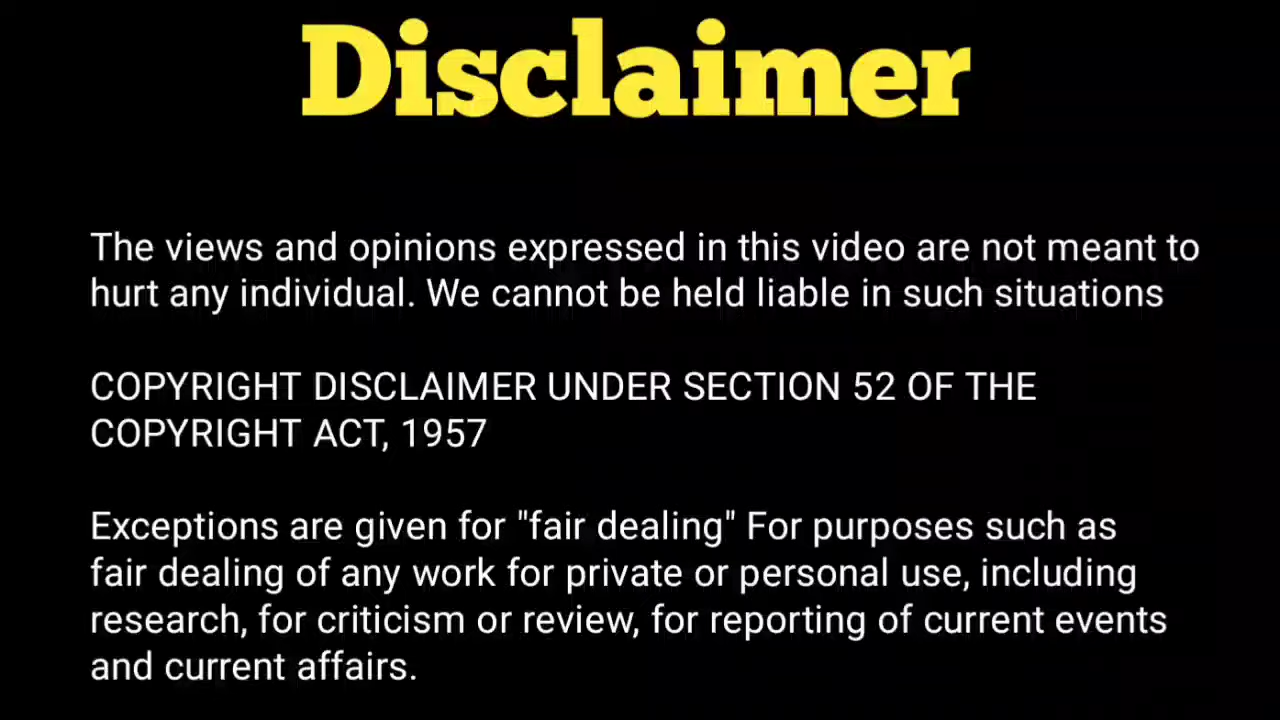 Disclaimer
The views and opinions expressed in this video are not meant to
hurt any individual. We cannot be held liable in such situations
COPYRIGHT DISCLAIMER UNDER SECTION 52 OF THE
COPYRIGHT ACT, 1957
Exceptions are given for "fair dealing" For purposes such as
fair dealing of any work for private or personal use, including
research, for criticism or review, for reporting of current events
and current affairs.